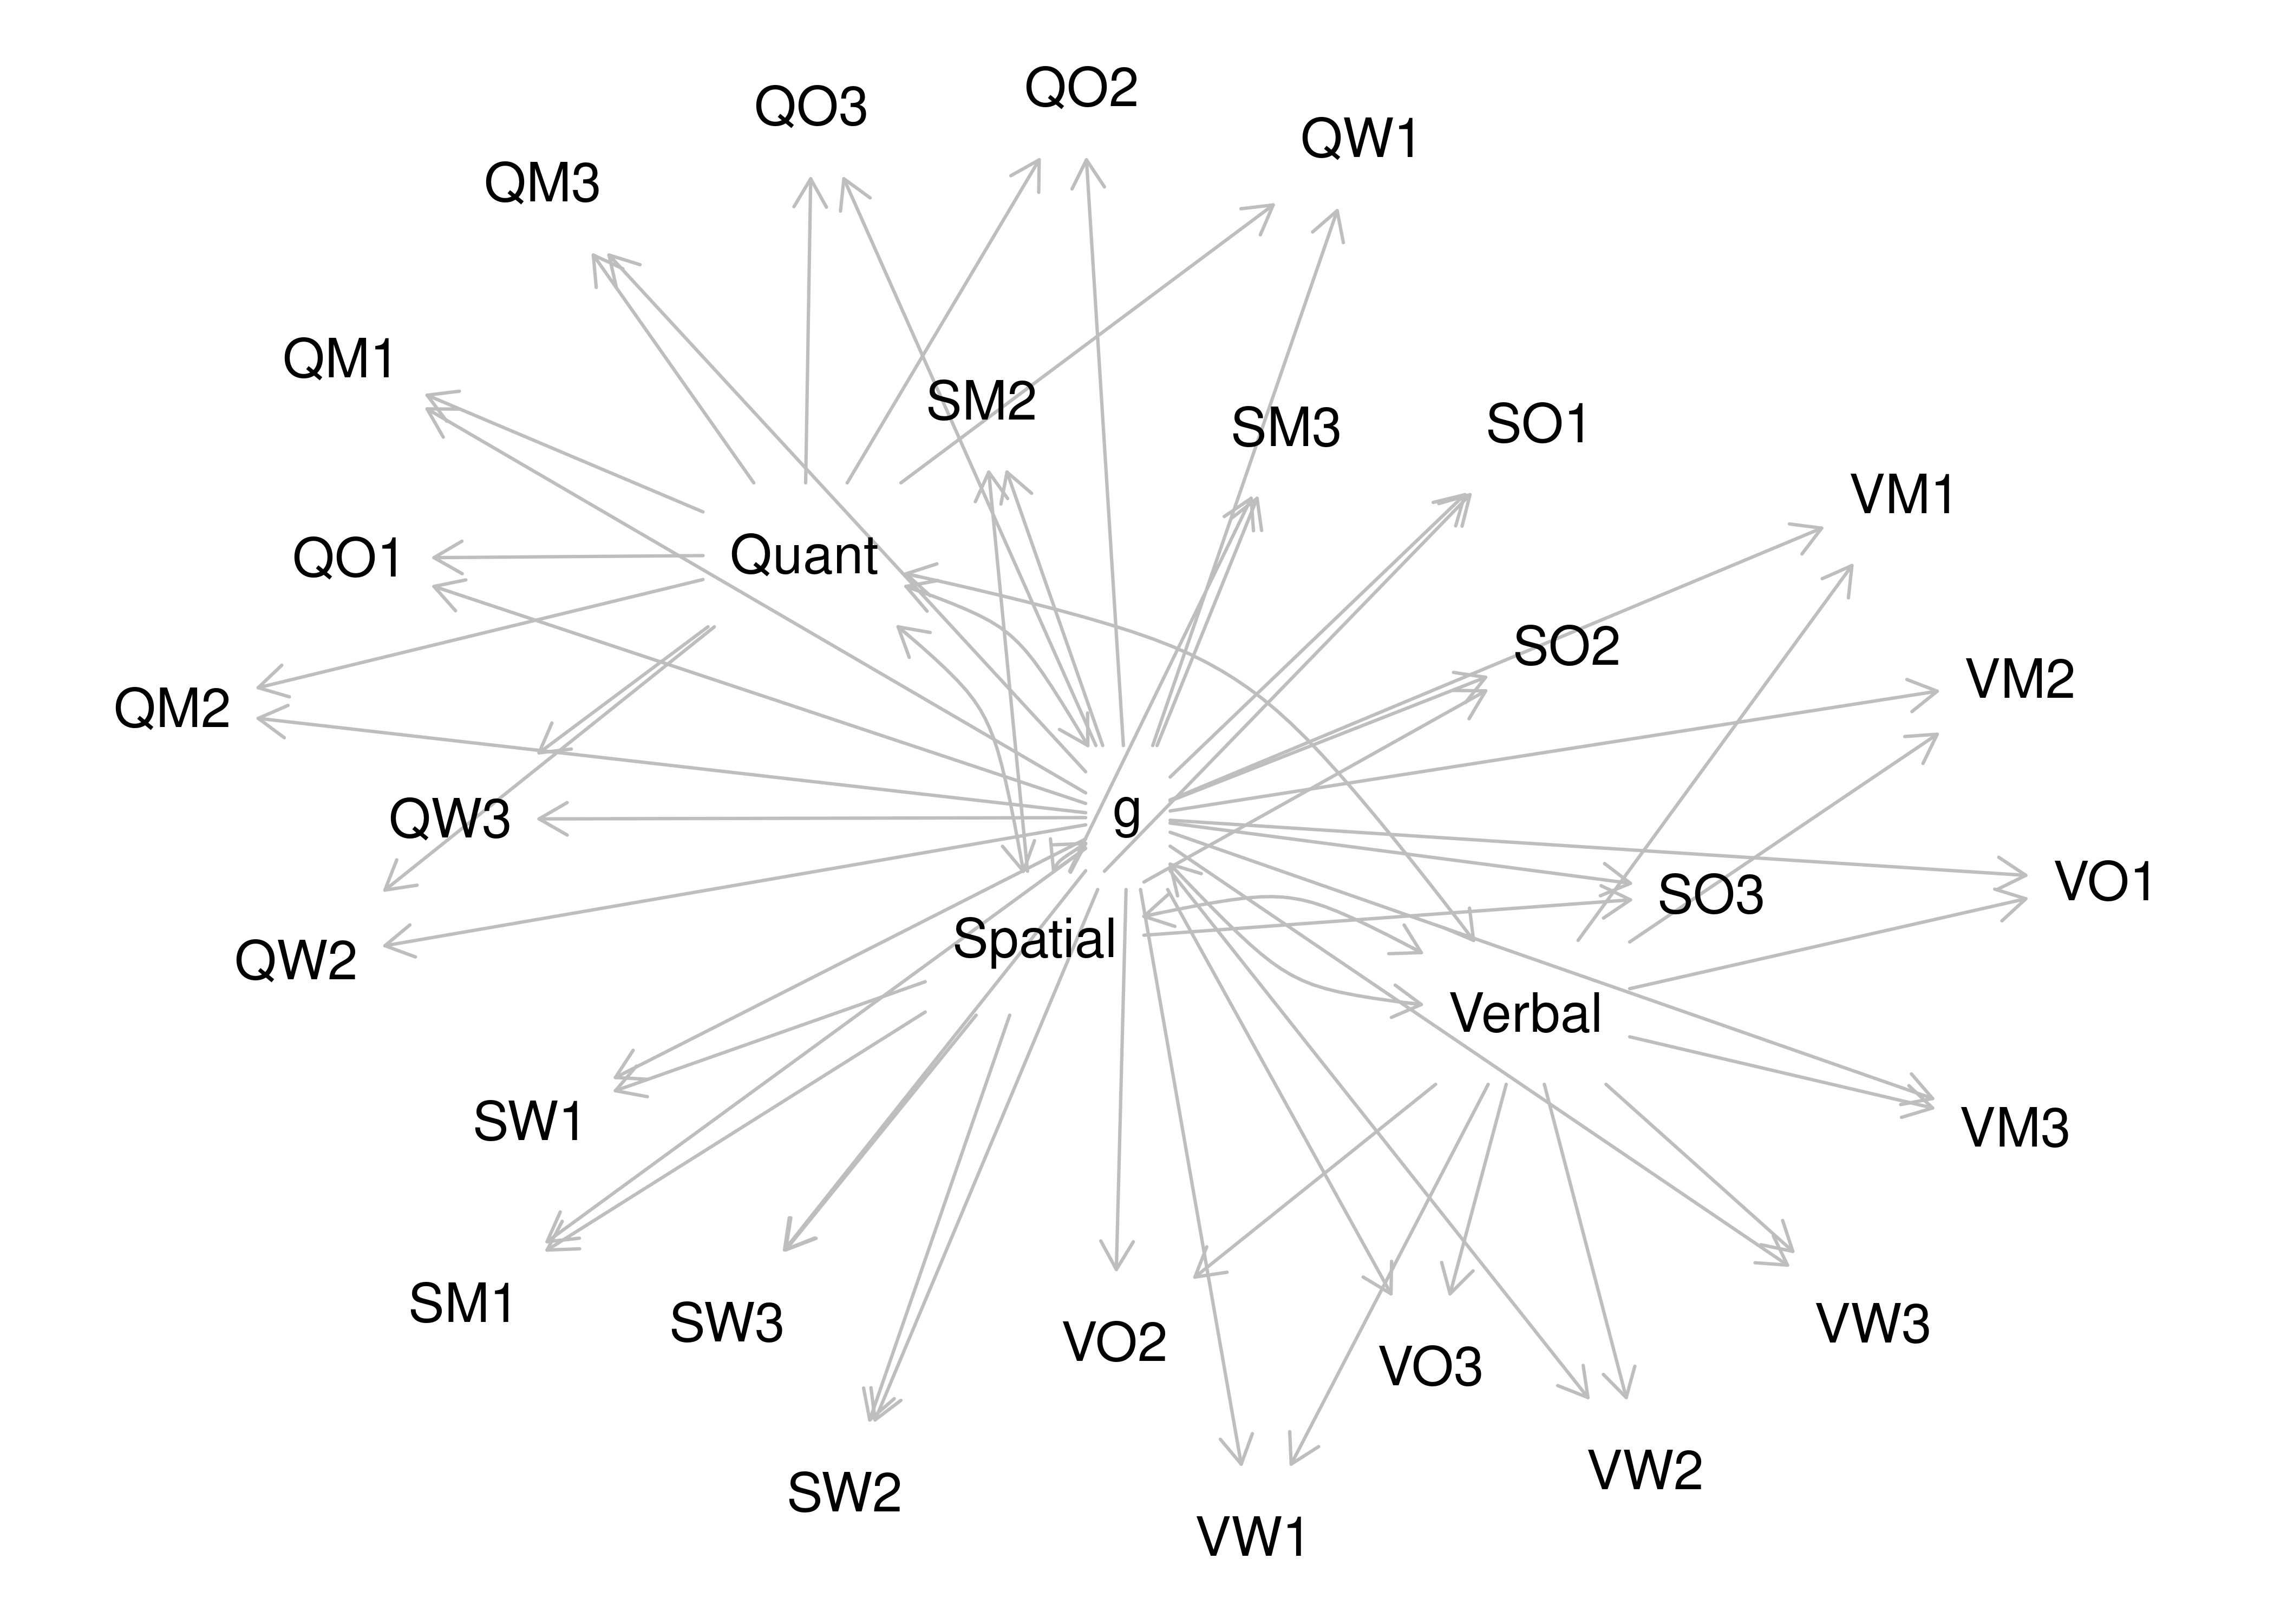 QO2
QO3
QW1
QM3
QM1
SM2
SM3
SO1
VM1
QO1
Quant
SO2
VM2
QM2
g
QW3
VO1
SO3
Spatial
QW2
Verbal
SW1
VM3
SM1
SW3
VW3
VO2
VO3
VW2
SW2
VW1